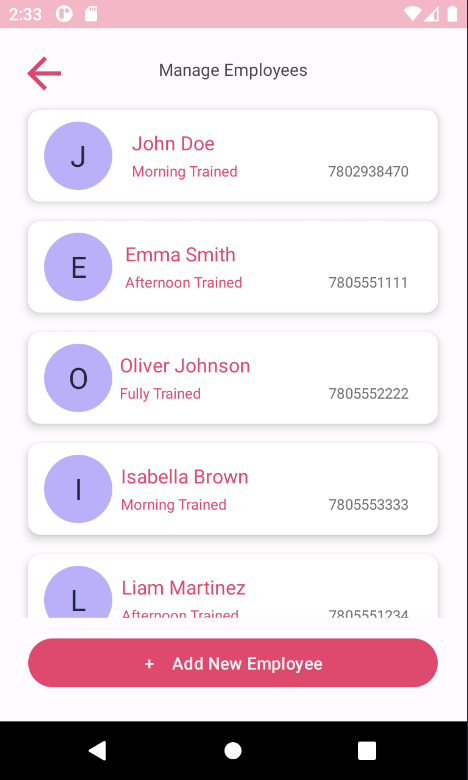 2:33
Manage Employees
J
John Doe
Morning Trained 7802938470
E
Emma Smith
Afternoon Trained 7805551111
O
Oliver Johnson
Fully Trained 7805552222
I
Isabella Brown
Morning Trained 7805553333
L
Liam Martinez
Afternoon Trained 7805551234
+ Add New Employee